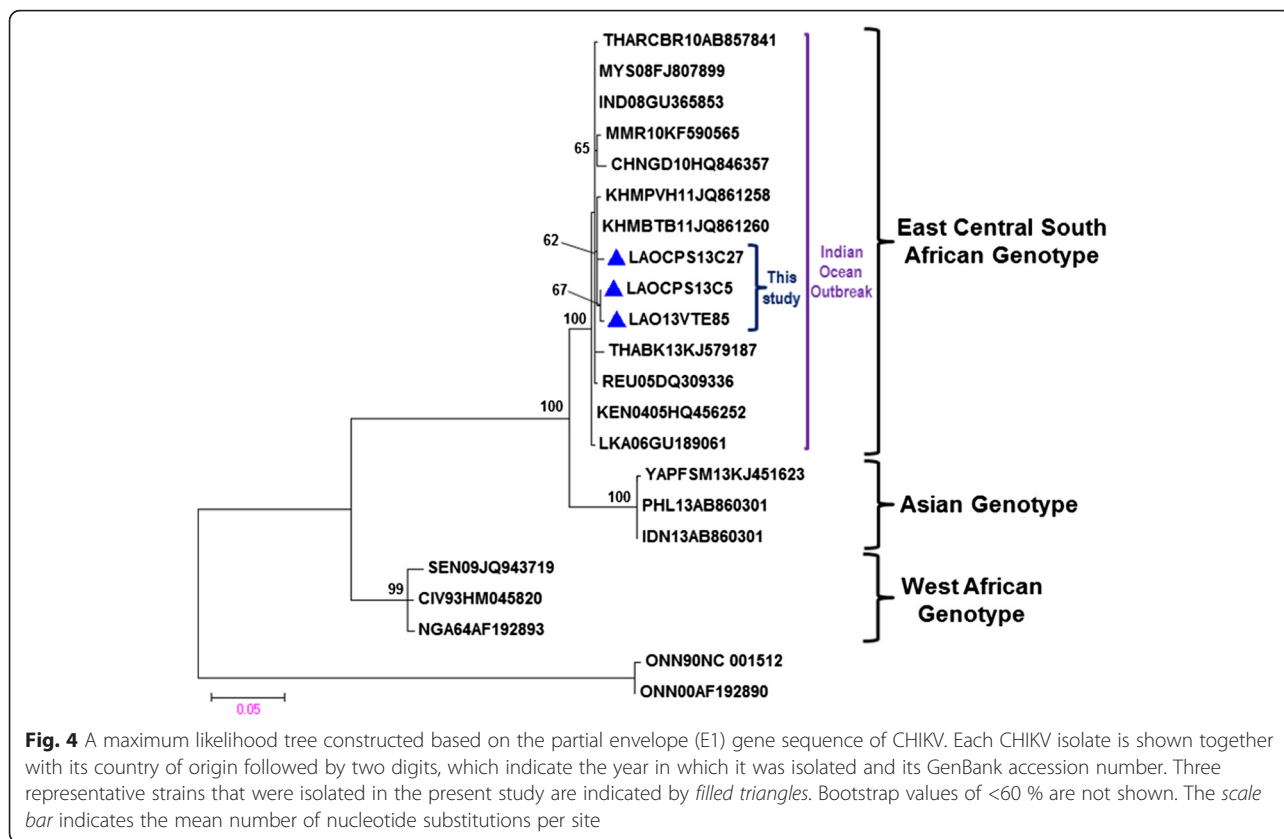 THARCBR10AB857841
MYS08FJ807899
IND08GU365853
MMR10KF590565
65
CHNGD10HQ846357
KHMPVH11JQ861258
KHMBTB11JQ861260
62
LAOCPS13C27
LAOCPS13C5
67
LAO13VTE85
This
study
Indian
Ocean
Outbreak
East Central South
African Genotype
100
THABK13KJ579187
REU05DQ309336
KEN0405HQ456252
LKA06GU189061
100
YAPFSM13KJ451623
100
PHL13AB860301
IDN13AB860301
Asian Genotype
SEN09JQ943719
99
CIV93HM045820
NGA64AF192893
West African
Genotype
ONN90NC 001512
ONN00AF192890
0.05
Fig. 4 A maximum likelihood tree constructed based on the partial envelope (E1) gene sequence of CHIKV. Each CHIKV isolate is shown together
with its country of origin followed by two digits, which indicate the year in which it was isolated and its GenBank accession number. Three
representative strains that were isolated in the present study are indicated by filled triangles. Bootstrap values of <60 % are not shown. The scale
bar indicates the mean number of nucleotide substitutions per site